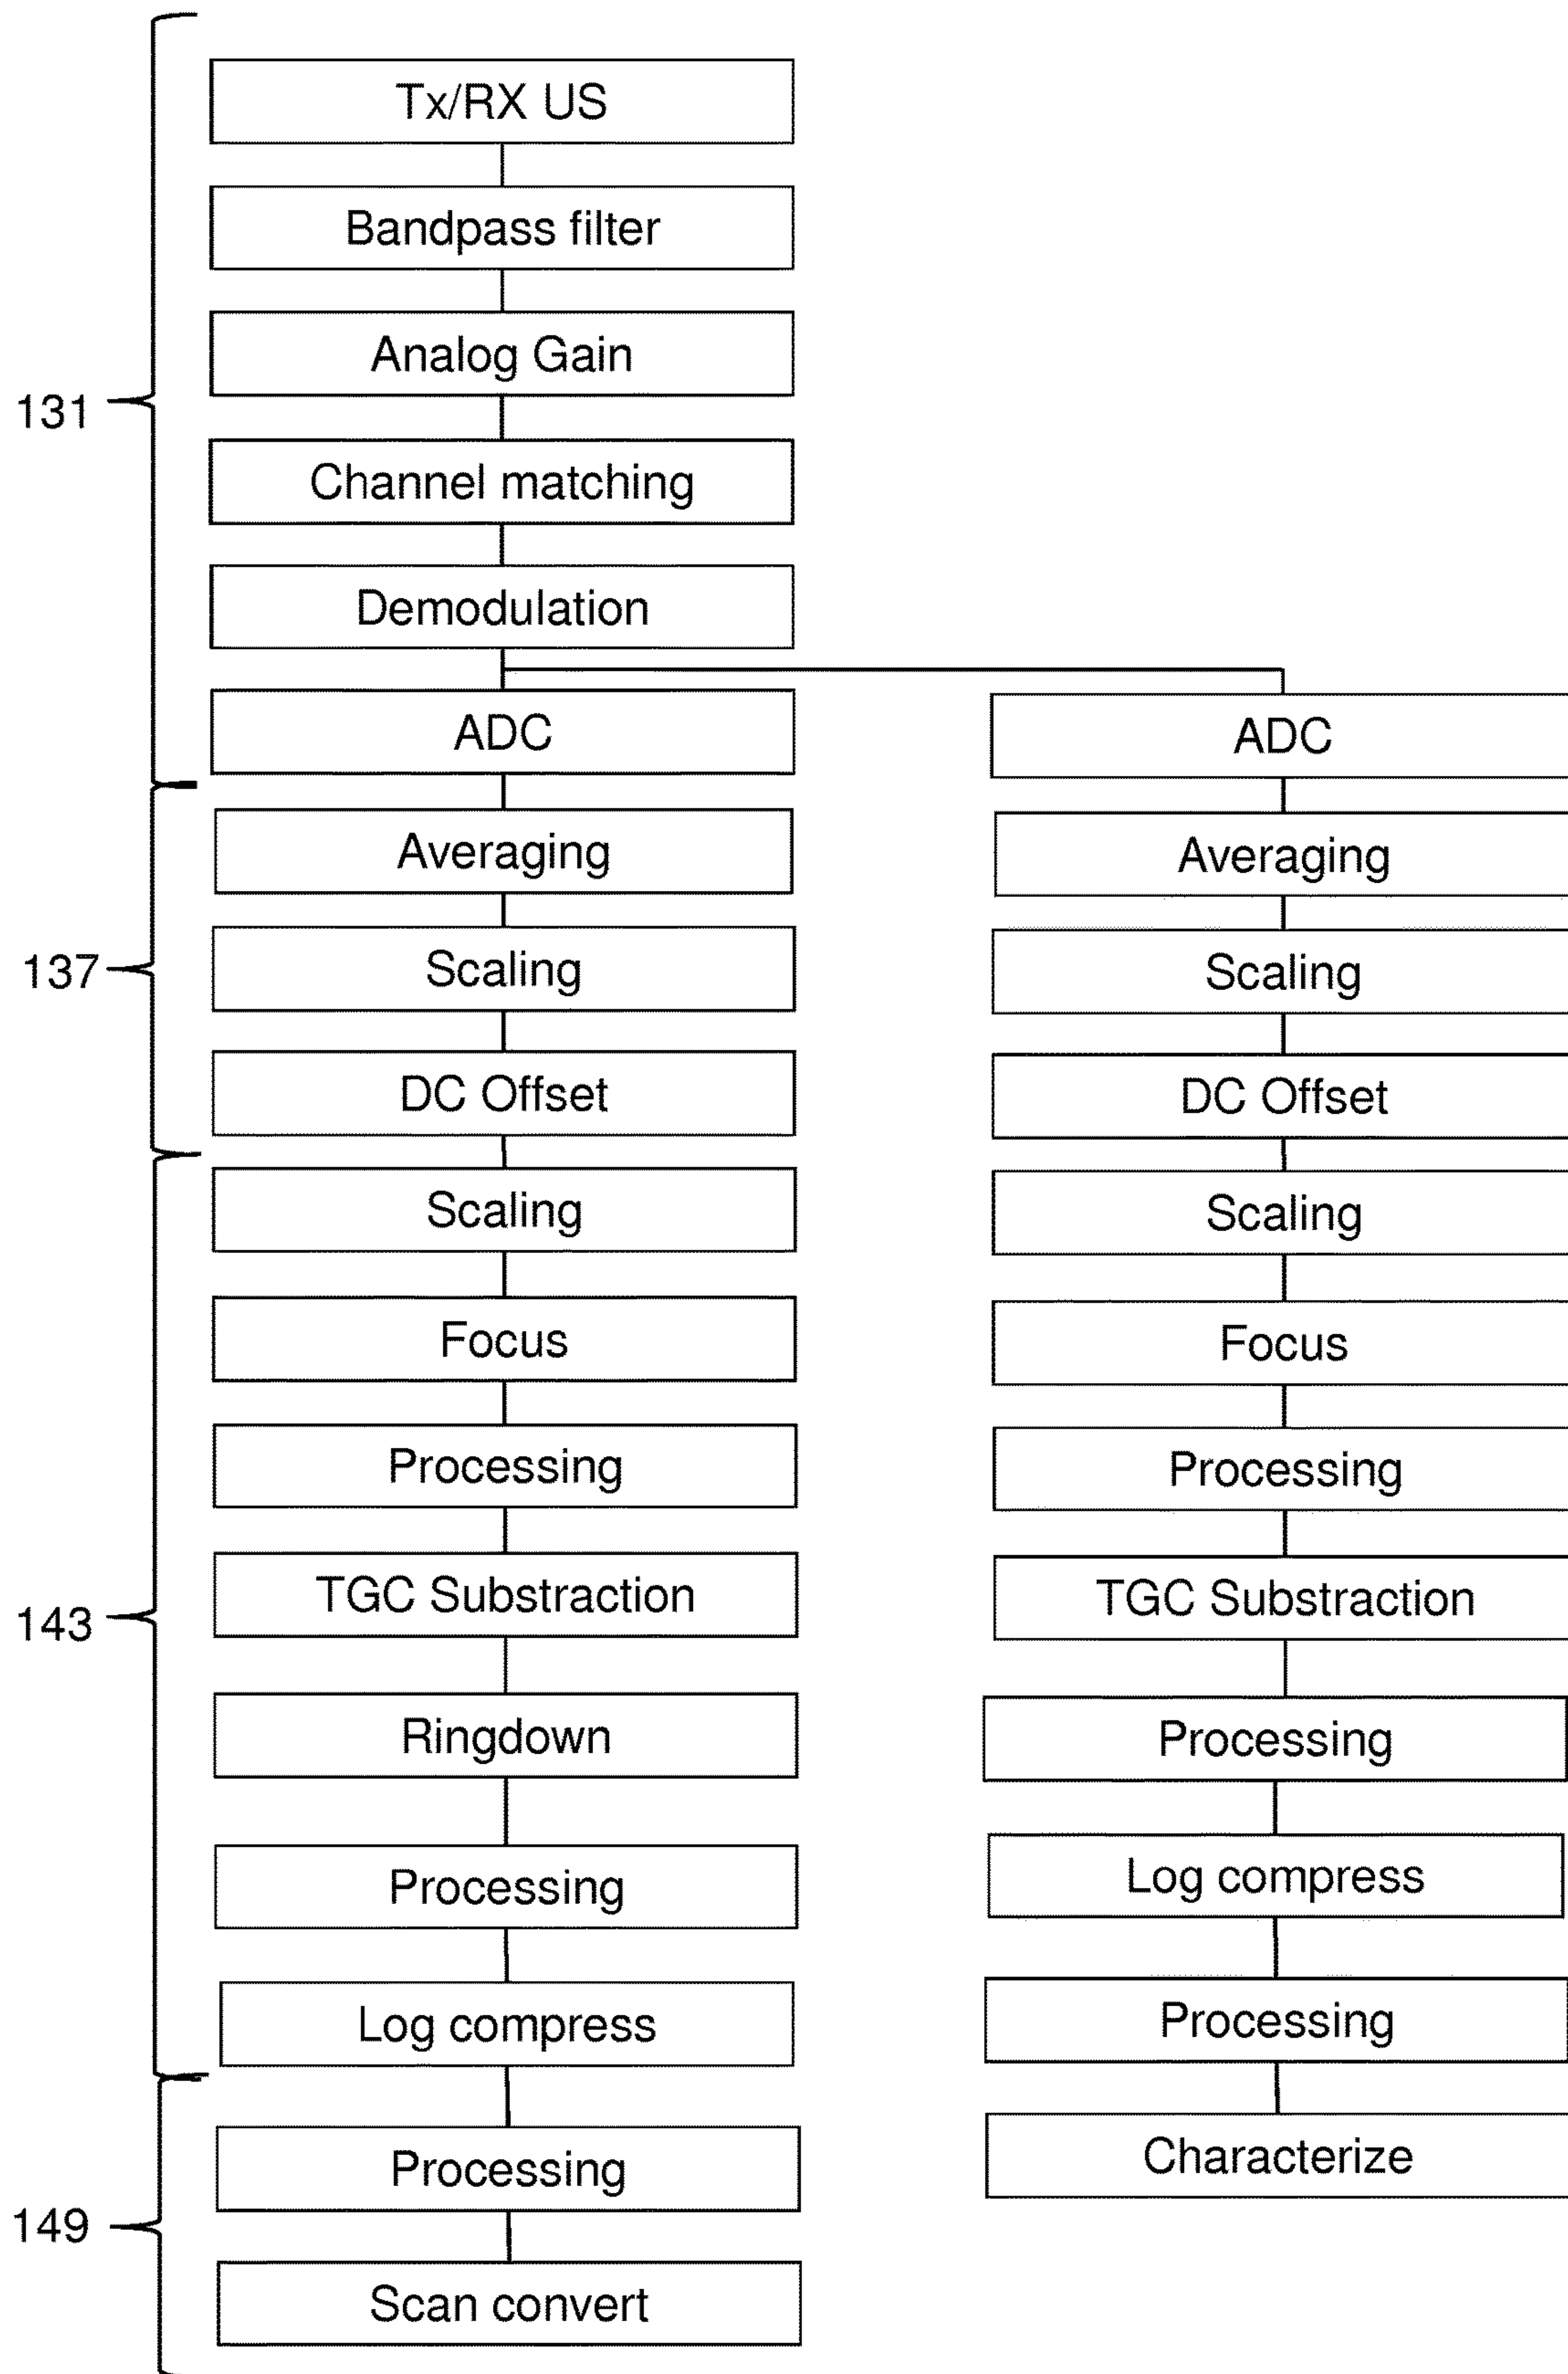 Tx/RX US
Bandpass filter
Analog Gain
131
Channel matching
Demodulation
ADC
ADC
Averaging
Averaging
137
Scaling
Scaling
DC Offset
DC Offset
Scaling
Scaling
Focus
Focus
Processing
Processing
143
TGC Substraction
TGC Substraction
Ringdown
Processing
Processing
Log compress
Log compress
Processing
Processing
Characterize
149
Scan convert